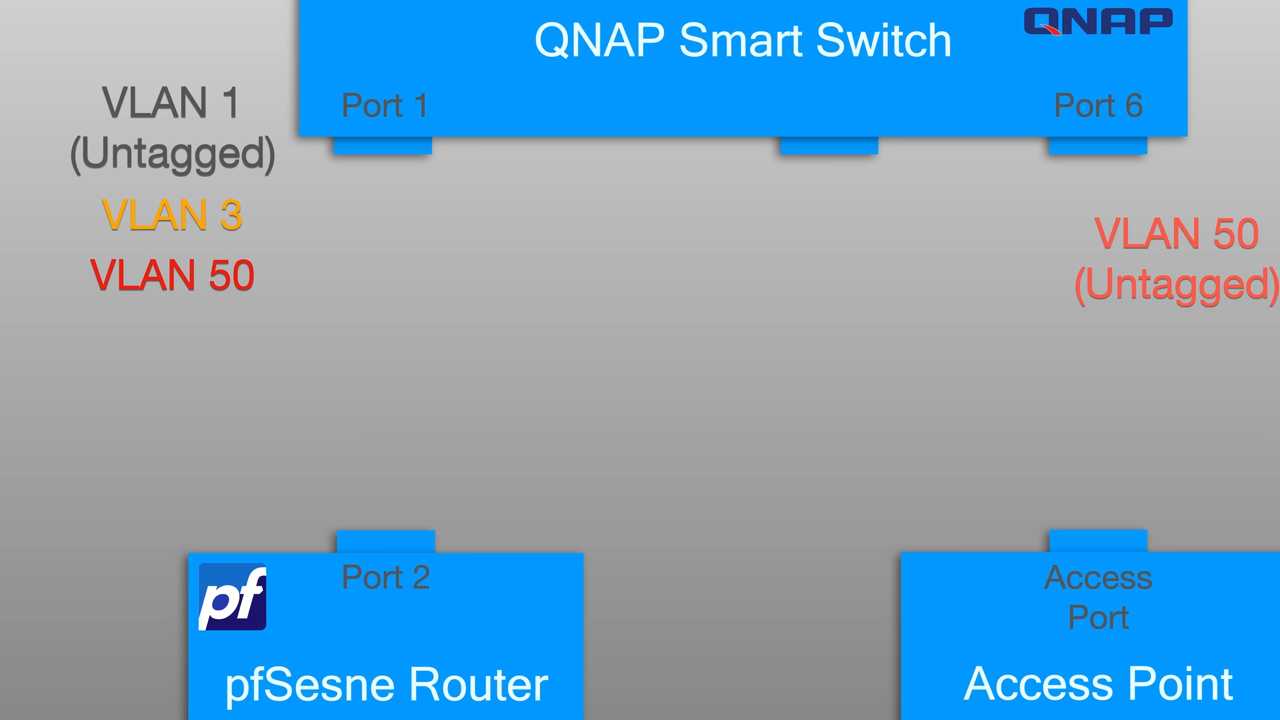 QNAP Smart Switch
QNAP
Port 1
Port 6
VLAN 1
(Untagged)
VLAN 3
VLAN 50
VLAN 50
(Untagged)
pf
Port 2
pfSesne Router
Access
Port
Access Point